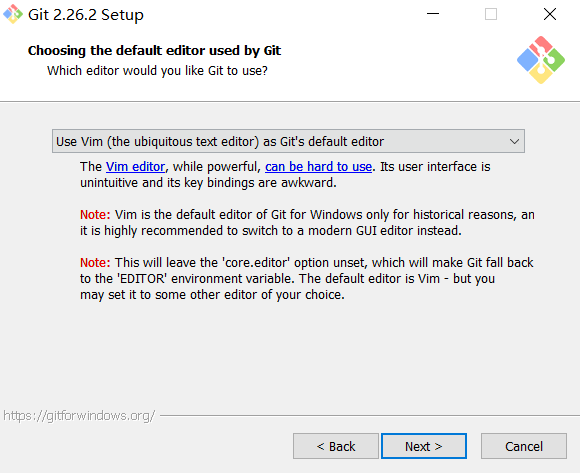 Git 2.26.2 Setup
Choosing the default editor used by Git
Which editor would you like Git to use?
Use Vim (the ubiquitous text editor) as Git's default editor
The Vim editor, while powerful, can be hard to use. Its user interface is
unintuitive and its key bindings are awkward.
Note: Vim is the default editor of Git for Windows only for historical reasons, an
it is highly recommended to switch to a modern GUI editor instead.
Note: This will leave the 'core.editor' option unset, which will make Git fall back
to the 'EDITOR' environment variable. The default editor is Vim - but you
may set it to some other editor of your choice.
https://gitforwindows.org/
< Back
Next >
Cancel